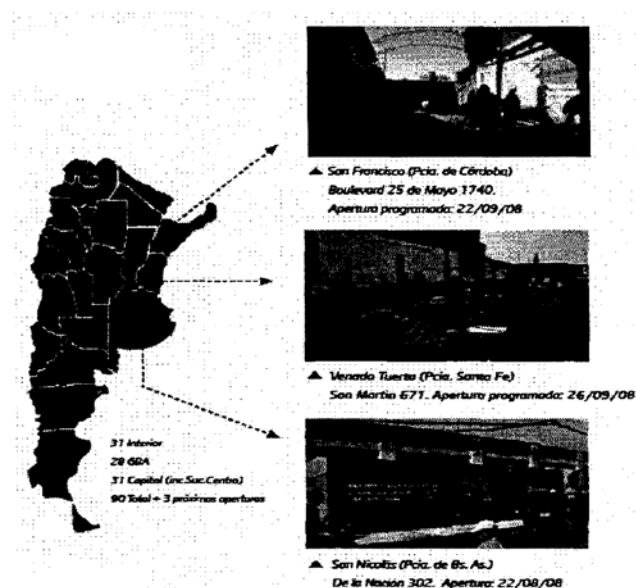 ▲ San Francisco (Pcia. de Córdoba)
Boulevard 25 de Mayo 1740.
Apertura programada: 22/09/08
▲ Venado Tuerto (Pcia. Santa Fe)
San Martín 671. Apertura programada: 26/09/08
31 Interior
28 GBA
31 Capital (inc.Suc.Centro)
90 Total + 3 próximas aperturas
▲ San Nicolás (Pcia. de Bs. As.)
De la Nación 302. Apertura: 22/08/08